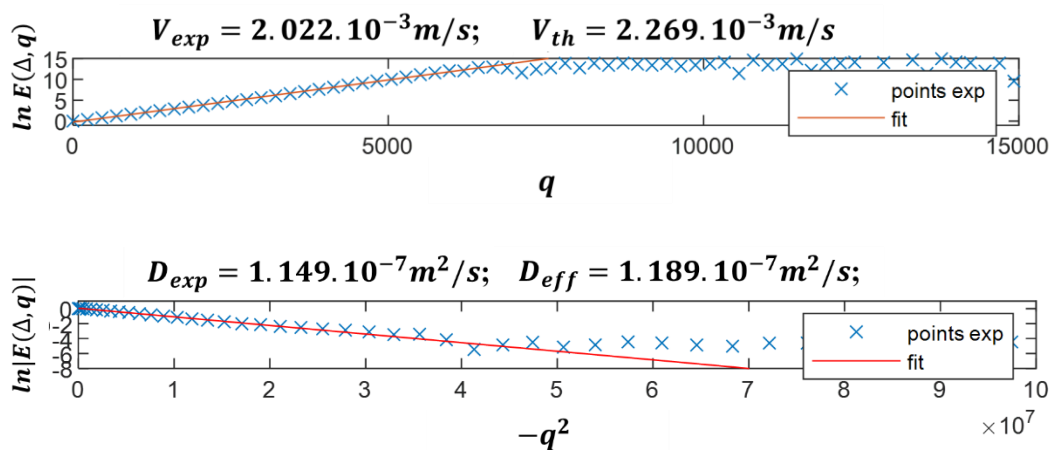 V_exp = 2.022.10^−3 m/s; V_th = 2.269.10^−3 m/s
ln E(Δ, q)
15
10
5
0
points exp
fit
0 5000 10000 15000
q
D_exp = 1.149.10^−7 m^2/s; D_eff = 1.189.10^−7 m^2/s;
ln|E(Δ, q)|
0
-2
-4
-6
-8
points exp
fit
0 1 2 3 4 5 6 7 8 9 10
×10^7
−q^2